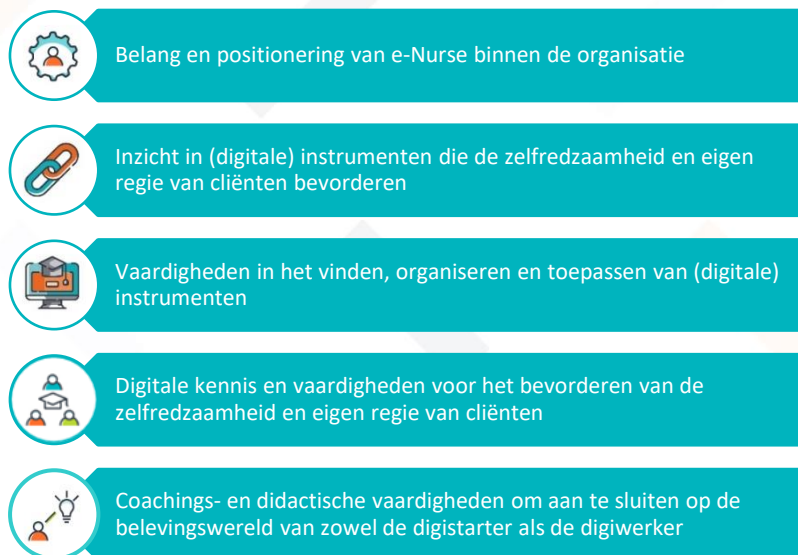 Belang en positionering van e-Nurse binnen de organisatie
Inzicht in (digitale) instrumenten die de zelfredzaamheid en eigen
regie van cliënten bevorderen
Vaardigheden in het vinden, organiseren en toepassen van (digitale)
instrumenten
Digitale kennis en vaardigheden voor het bevorderen van de
zelfredzaamheid en eigen regie van cliënten
Coachings- en didactische vaardigheden om aan te sluiten op de
belevingswereld van zowel de digistarter als de digiwerker